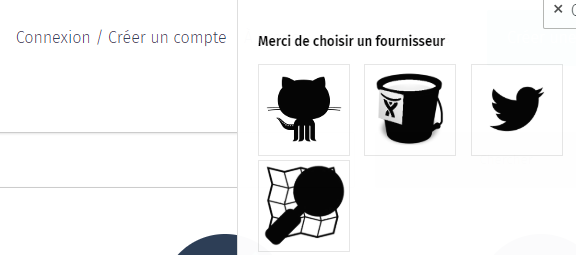 Connexion / Créer un compte
Merci de choisir un fournisseur